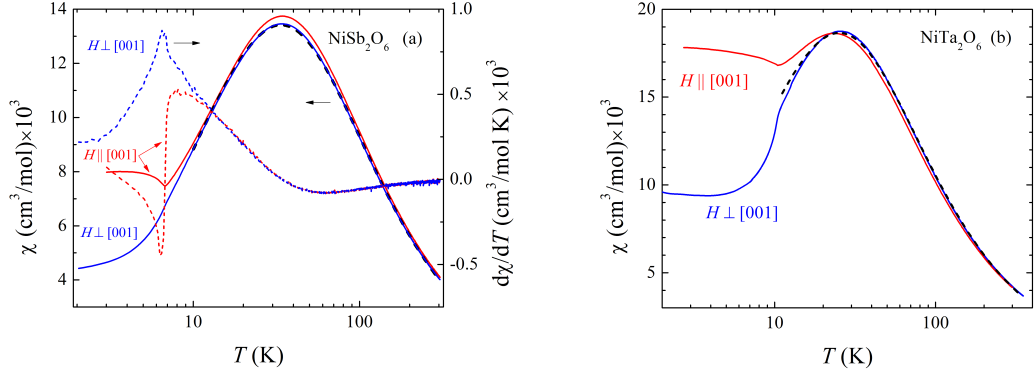 NiSb₂O₆ (a)
H⊥[001]
H||[001]
H⊥[001]
14
12
10
8
6
4
χ (cm³/mol)×10³
1.0
0.5
0.0
-0.5
dχ/dT (cm³/mol K) ×10³
10
100
T (K)
NiTa₂O₆ (b)
H|| [001]
H⊥[001]
20
15
10
5
χ (cm³/mol)×10³
10
100
T (K)